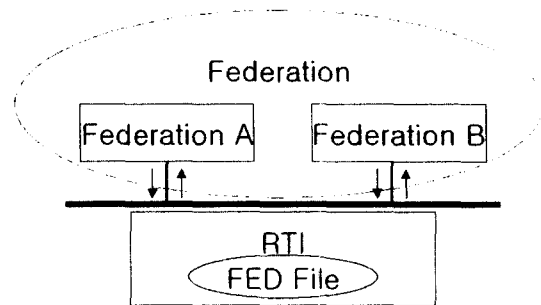 Federation
Federation A
Federation B
RTI
FED File